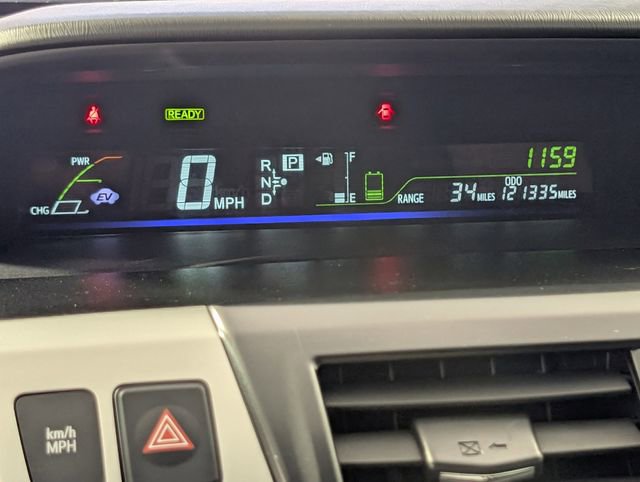 READY
PWR
CHG
EV
0 MPH
R
N
D
P
F
E
1159
RANGE 34 MILES
ODO
121335 MILES
km/h
MPH